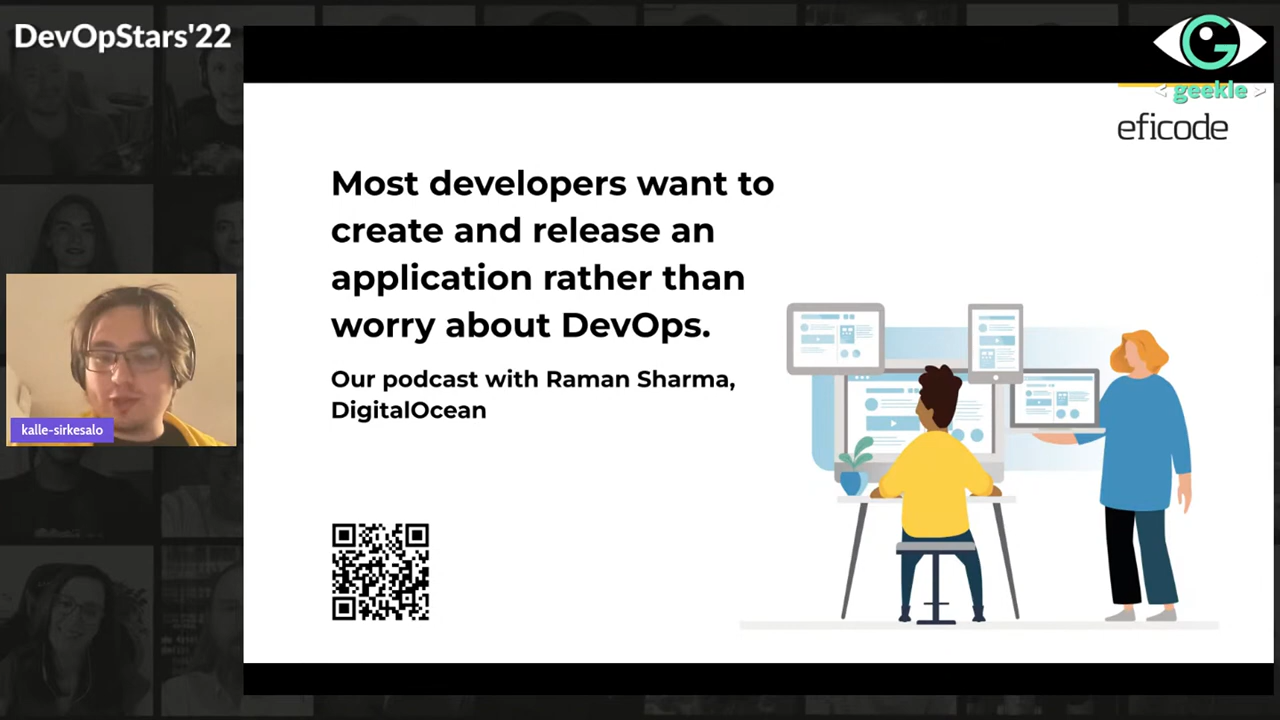 DevOpStars'22
< geekle >
eficode
Most developers want to
create and release an
application rather than
worry about DevOps.
Our podcast with Raman Sharma,
DigitalOcean
kalle-sirkesalo